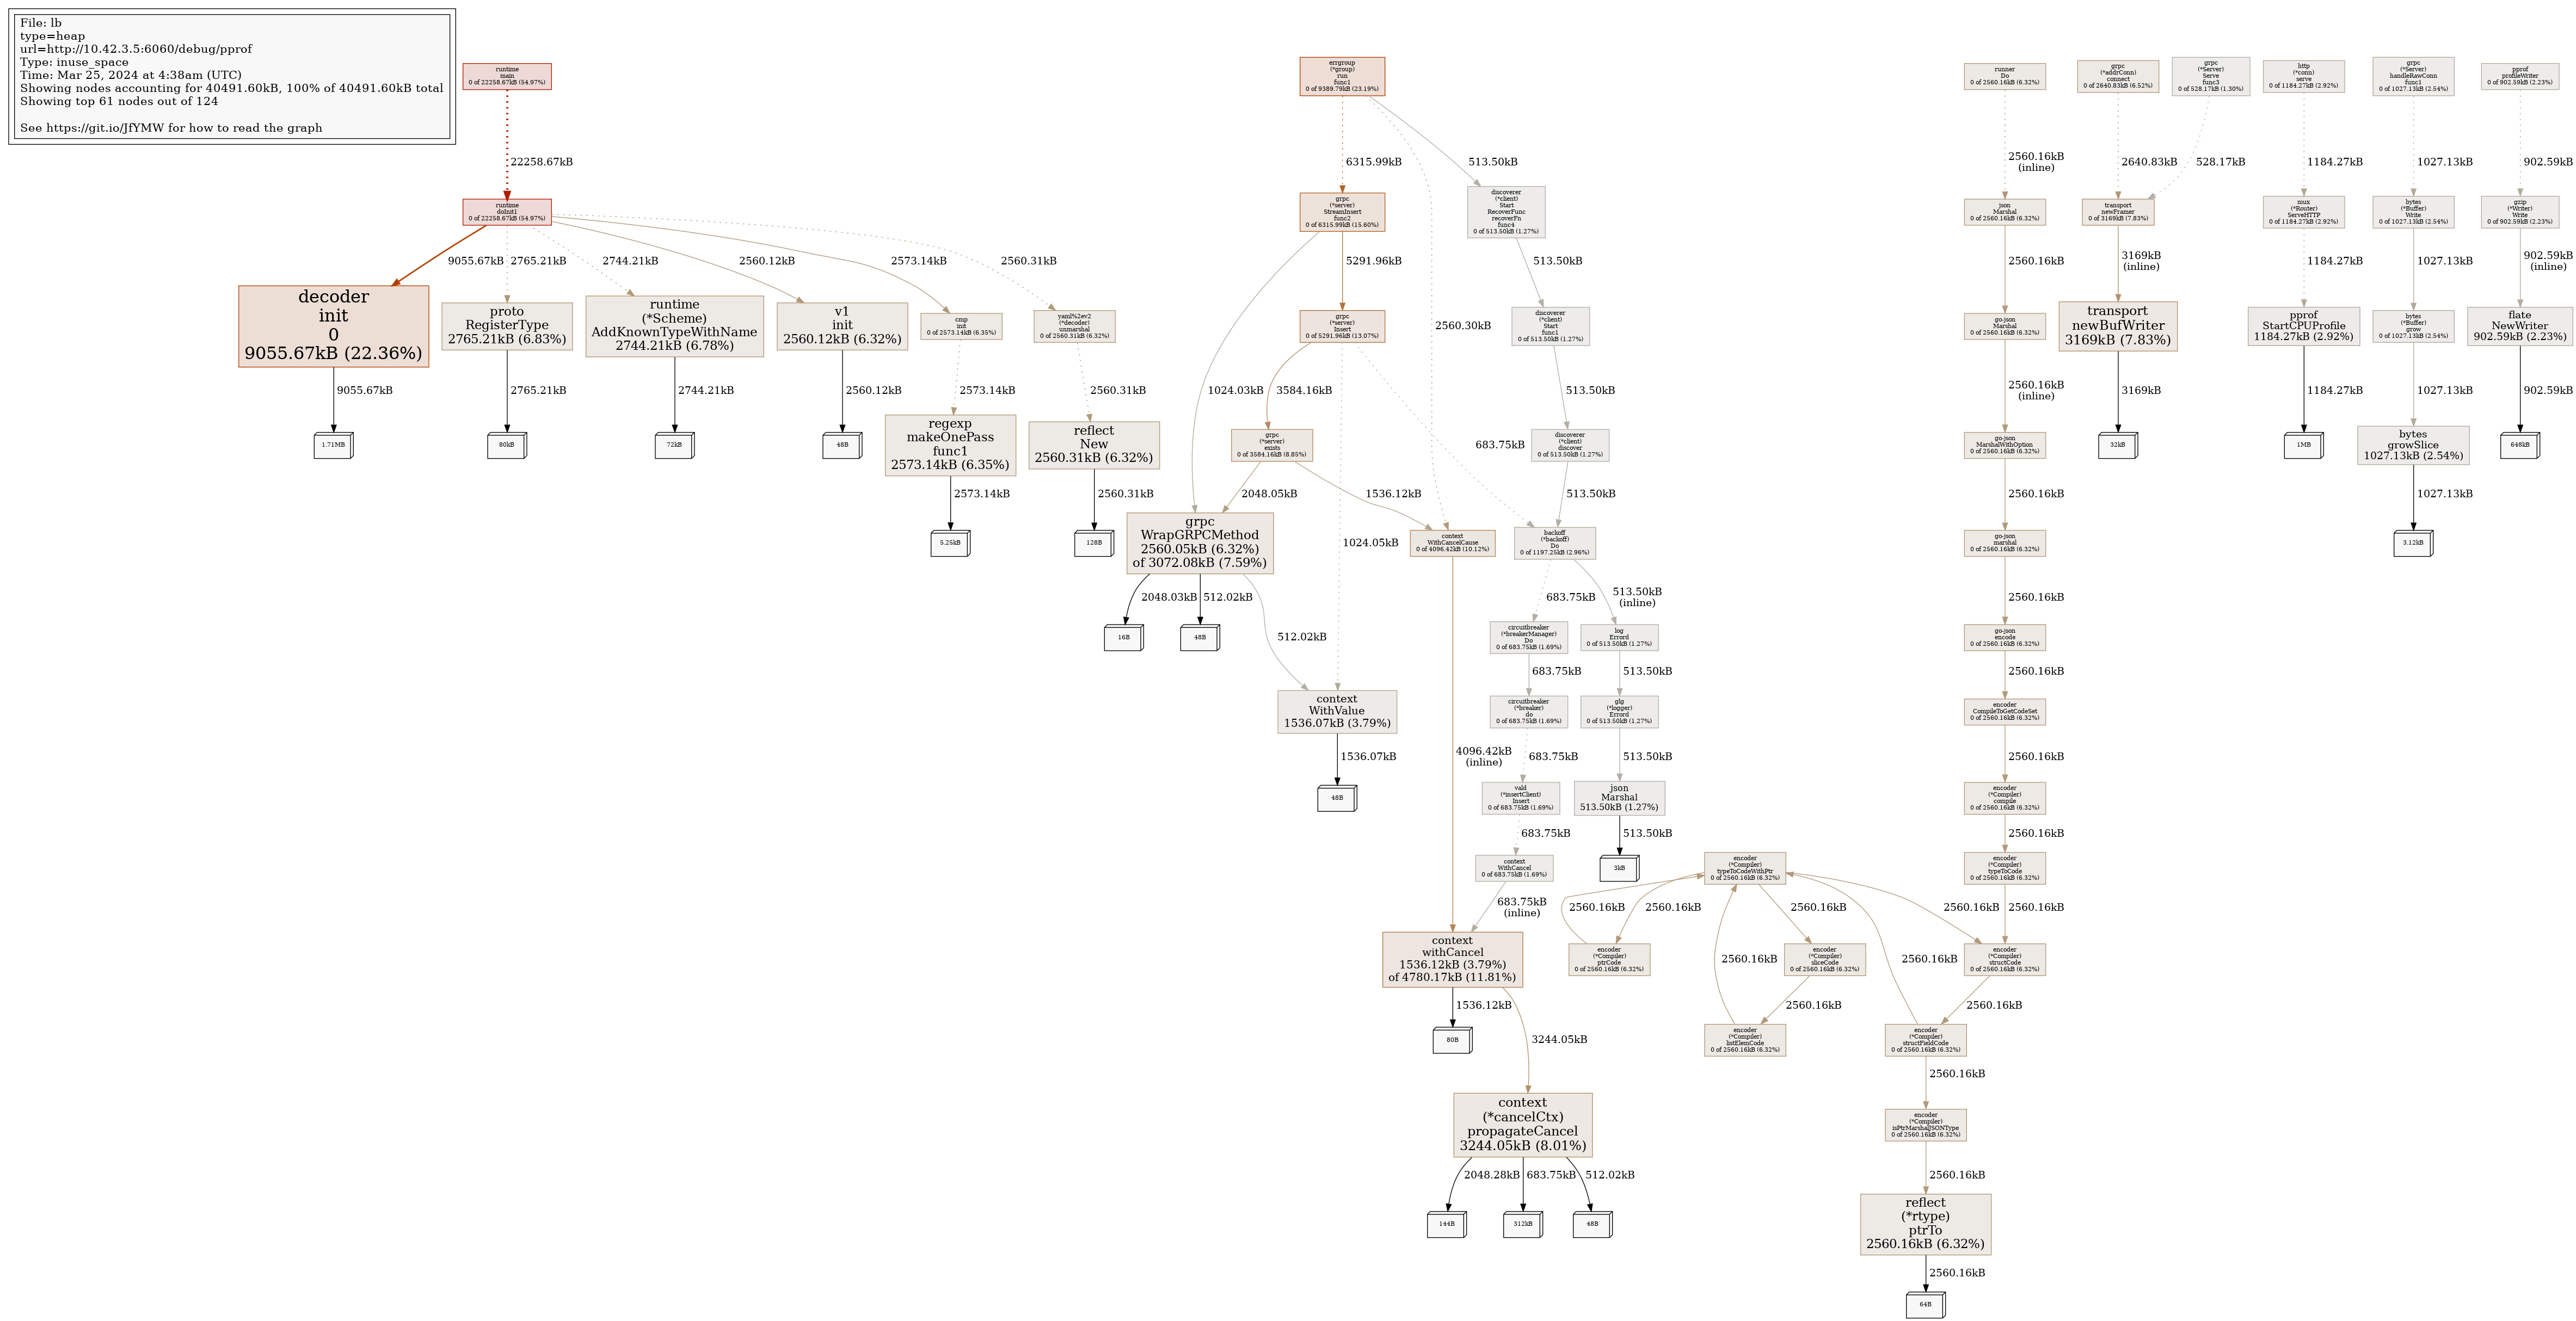 File: lb
type=heap
url=http://10.42.3.5:6060/debug/pprof
Type: inuse_space
Time: Mar 25, 2024 at 4:38am (UTC)
Showing nodes accounting for 40491.60kB, 100% of 40491.60kB total
Showing top 61 nodes out of 124
See https://git.io/JfYMW for how to read the graph
runtime
main
0 of 22258.67kB (54.97%)
22258.67kB
runtime
doInit1
0 of 22258.67kB (54.97%)
9055.67kB
2765.21kB
2744.21kB
2560.12kB
2573.14kB
2560.31kB
decoder
init
0
9055.67kB (22.36%)
9055.67kB
1.71MB
proto
RegisterType
2765.21kB (6.83%)
2765.21kB
80kB
runtime
(*Scheme)
AddKnownTypeWithName
2744.21kB (6.78%)
2744.21kB
72kB
v1
init
2560.12kB (6.32%)
2560.12kB
48B
cmp
init
0 of 2573.14kB (6.35%)
2573.14kB
regexp
makeOnePass
func1
2573.14kB (6.35%)
2573.14kB
5.25kB
yaml%2ev2
(*decoder)
unmarshal
0 of 2560.31kB (6.32%)
2560.31kB
reflect
New
2560.31kB (6.32%)
2560.31kB
128B
errgroup
(*group)
run
func1
0 of 9389.79kB (23.19%)
6315.99kB
2560.30kB
513.50kB
grpc
(*server)
StreamInsert
func2
0 of 6315.99kB (15.60%)
1024.03kB
5291.96kB
grpc
(*server)
Insert
0 of 5291.96kB (13.07%)
3584.16kB
1024.05kB
683.75kB
grpc
(*server)
exists
0 of 3584.16kB (8.85%)
2048.05kB
1536.12kB
grpc
WrapGRPCMethod
2560.05kB (6.32%)
of 3072.08kB (7.59%)
2048.03kB
512.02kB
512.02kB
16B
48B
context
WithValue
1536.07kB (3.79%)
1536.07kB
48B
context
WithCancelCause
0 of 4096.42kB (10.12%)
4096.42kB
(inline)
discoverer
(*client)
Start
RecoverFunc
recoverFn
func4
0 of 513.50kB (1.27%)
513.50kB
discoverer
(*client)
Start
func1
0 of 513.50kB (1.27%)
513.50kB
discoverer
(*client)
discover
0 of 513.50kB (1.27%)
513.50kB
backoff
(*backoff)
Do
0 of 1197.25kB (2.96%)
683.75kB
513.50kB
(inline)
circuitbreaker
(*breakerManager)
Do
0 of 683.75kB (1.69%)
683.75kB
circuitbreaker
(*breaker)
do
0 of 683.75kB (1.69%)
683.75kB
vald
(*insertClient)
Insert
0 of 683.75kB (1.69%)
683.75kB
context
WithCancel
0 of 683.75kB (1.69%)
683.75kB
(inline)
log
Errord
0 of 513.50kB (1.27%)
513.50kB
glg
(*logger)
Errord
0 of 513.50kB (1.27%)
513.50kB
json
Marshal
513.50kB (1.27%)
513.50kB
3kB
context
withCancel
1536.12kB (3.79%)
of 4780.17kB (11.81%)
1536.12kB
3244.05kB
80B
context
(*cancelCtx)
propagateCancel
3244.05kB (8.01%)
2048.28kB
683.75kB
512.02kB
144B
312kB
48B
runner
Do
0 of 2560.16kB (6.32%)
2560.16kB
(inline)
json
Marshal
0 of 2560.16kB (6.32%)
2560.16kB
go-json
Marshal
0 of 2560.16kB (6.32%)
2560.16kB
(inline)
go-json
MarshalWithOption
0 of 2560.16kB (6.32%)
2560.16kB
go-json
marshal
0 of 2560.16kB (6.32%)
2560.16kB
go-json
encode
0 of 2560.16kB (6.32%)
2560.16kB
encoder
CompileToGetCodeSet
0 of 2560.16kB (6.32%)
2560.16kB
encoder
(*Compiler)
compile
0 of 2560.16kB (6.32%)
2560.16kB
encoder
(*Compiler)
typeToCode
0 of 2560.16kB (6.32%)
2560.16kB
encoder
(*Compiler)
typeToCodeWithPtr
0 of 2560.16kB (6.32%)
2560.16kB
2560.16kB
2560.16kB
2560.16kB
encoder
(*Compiler)
ptrCode
0 of 2560.16kB (6.32%)
encoder
(*Compiler)
sliceCode
0 of 2560.16kB (6.32%)
2560.16kB
2560.16kB
2560.16kB
encoder
(*Compiler)
structCode
0 of 2560.16kB (6.32%)
2560.16kB
encoder
(*Compiler)
listElemCode
0 of 2560.16kB (6.32%)
encoder
(*Compiler)
structFieldCode
0 of 2560.16kB (6.32%)
2560.16kB
encoder
(*Compiler)
isPtrMarshalJSONType
0 of 2560.16kB (6.32%)
2560.16kB
reflect
(*rtype)
ptrTo
2560.16kB (6.32%)
2560.16kB
64B
grpc
(*addrConn)
connect
0 of 2640.83kB (6.52%)
2640.83kB
grpc
(*Server)
Serve
func3
0 of 528.17kB (1.30%)
528.17kB
transport
newFramer
0 of 3169kB (7.83%)
3169kB
(inline)
transport
newBufWriter
3169kB (7.83%)
3169kB
32kB
http
(*conn)
serve
0 of 1184.27kB (2.92%)
1184.27kB
mux
(*Router)
ServeHTTP
0 of 1184.27kB (2.92%)
1184.27kB
pprof
StartCPUProfile
1184.27kB (2.92%)
1184.27kB
1MB
grpc
(*Server)
handleRawConn
func1
0 of 1027.13kB (2.54%)
1027.13kB
bytes
(*Buffer)
Write
0 of 1027.13kB (2.54%)
1027.13kB
bytes
(*Buffer)
grow
0 of 1027.13kB (2.54%)
1027.13kB
bytes
growSlice
1027.13kB (2.54%)
1027.13kB
3.12kB
pprof
profileWriter
0 of 902.59kB (2.23%)
902.59kB
gzip
(*Writer)
Write
0 of 902.59kB (2.23%)
902.59kB
(inline)
flate
NewWriter
902.59kB (2.23%)
902.59kB
648kB